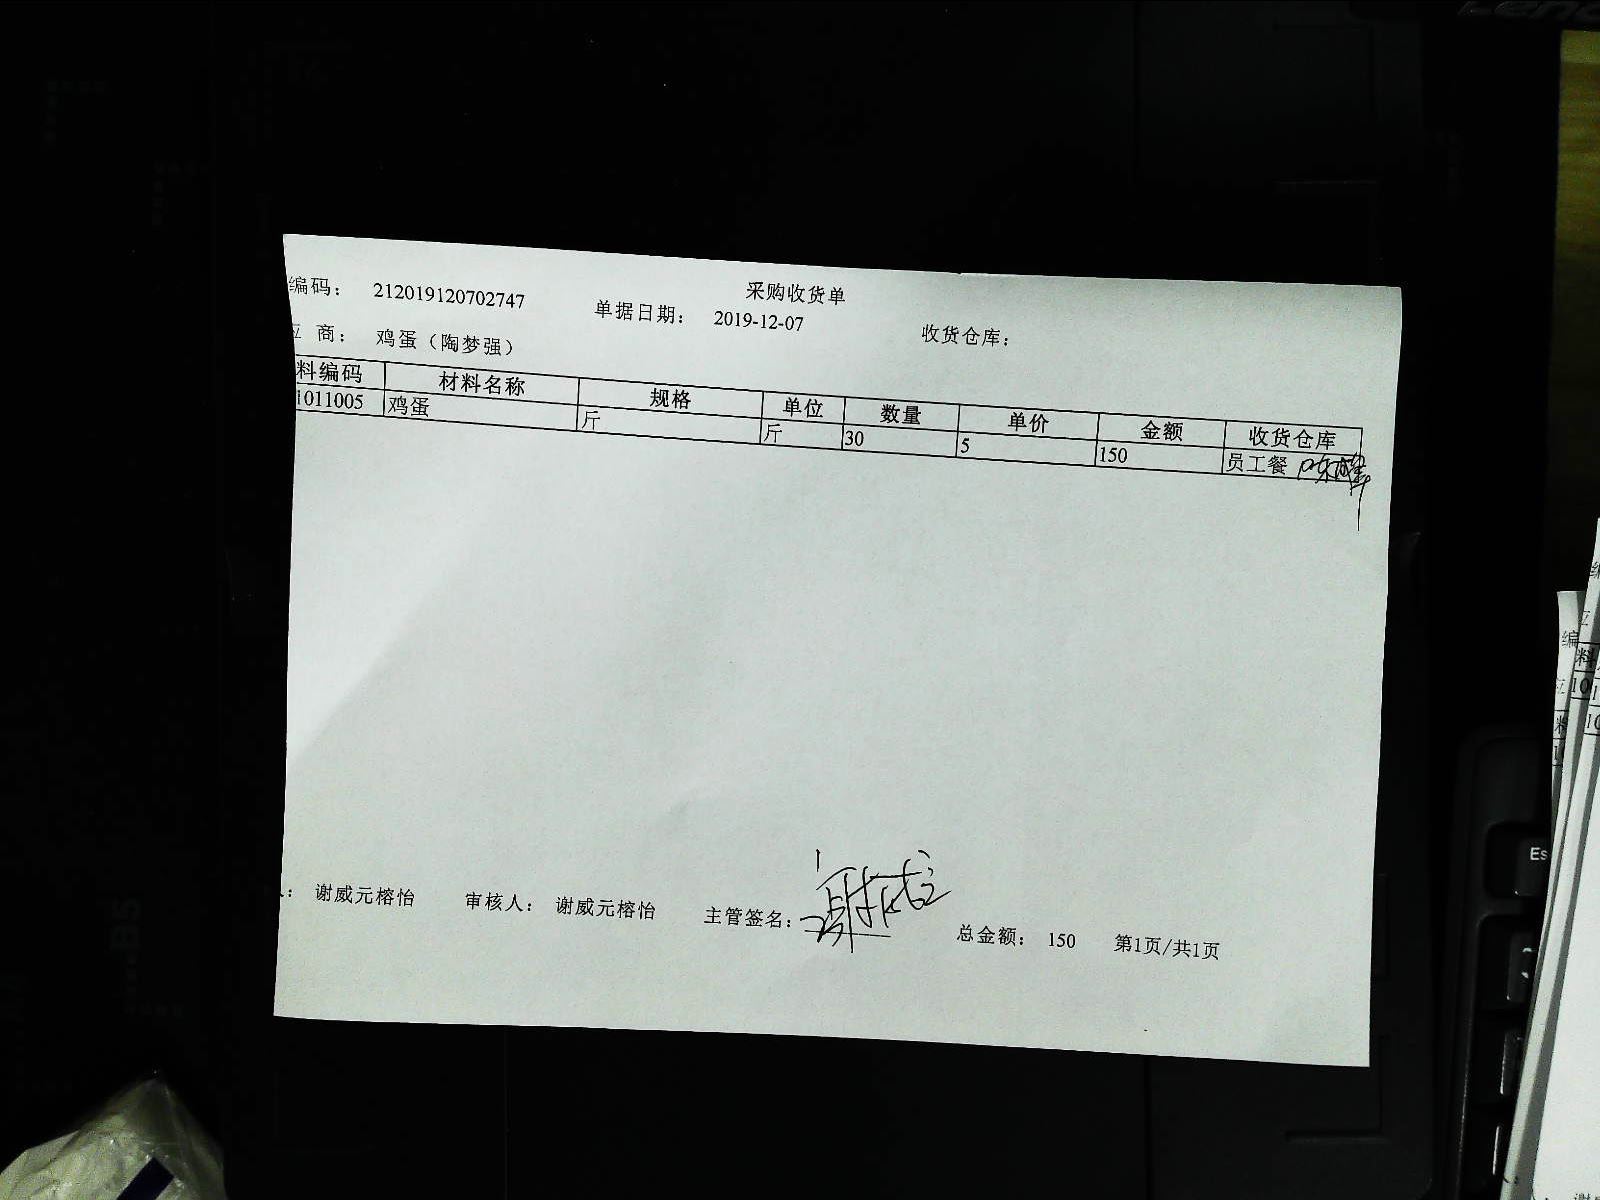 采购收货单
编码： 212019120702747 单据日期： 2019-12-07 收货仓库：
应 商： 鸡蛋（陶梦强）
料编码 材料名称 规格 单位 数量 单价 金额 收货仓库
1011005 鸡蛋 斤 斤 30 5 150 员工餐
人： 谢威元榕怡 审核人： 谢威元榕怡 主管签名： 总金额： 150 第1页/共1页
Es